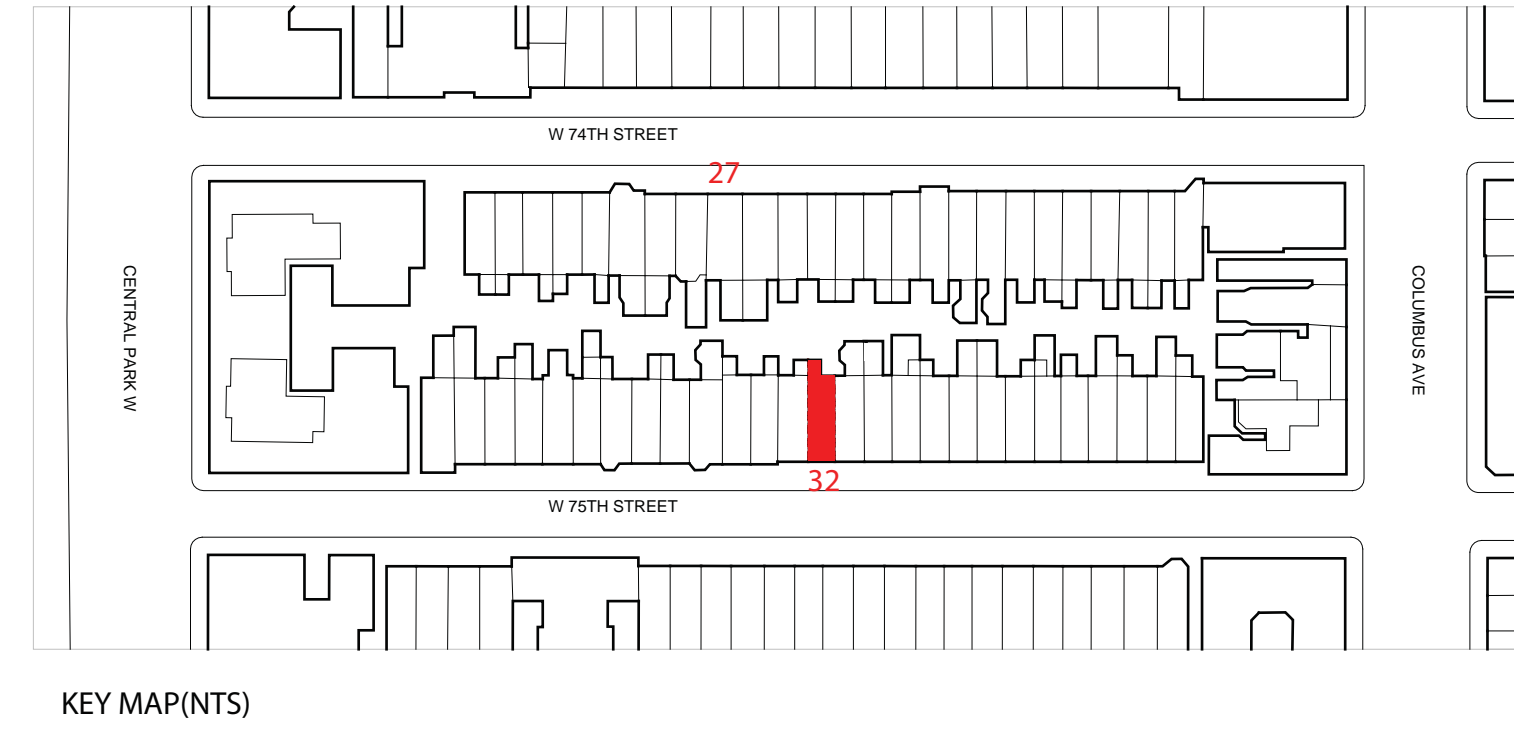 W 74TH STREET
27
CENTRAL PARK W
COLUMBUS AVE
32
W 75TH STREET
KEY MAP(NTS)